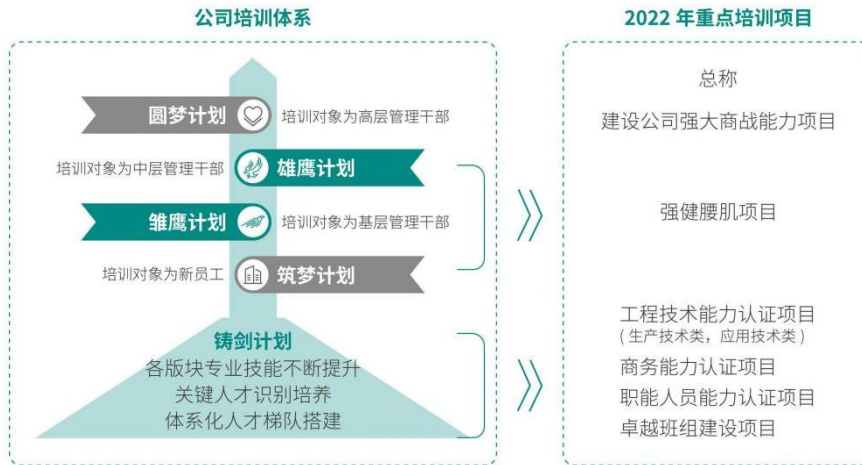 公司培训体系
圆梦计划
培训对象为高层管理干部
培训对象为中层管理干部
雄鹰计划
雏鹰计划
培训对象为基层管理干部
培训对象为新员工
筑梦计划
铸剑计划
各版块专业技能不断提升
关键人才识别培养
体系化人才梯队搭建
2022 年重点培训项目
总称
建设公司强大商战能力项目
强健腰肌项目
工程技术能力认证项目
( 生产技术类，应用技术类 )
商务能力认证项目
职能人员能力认证项目
卓越班组建设项目